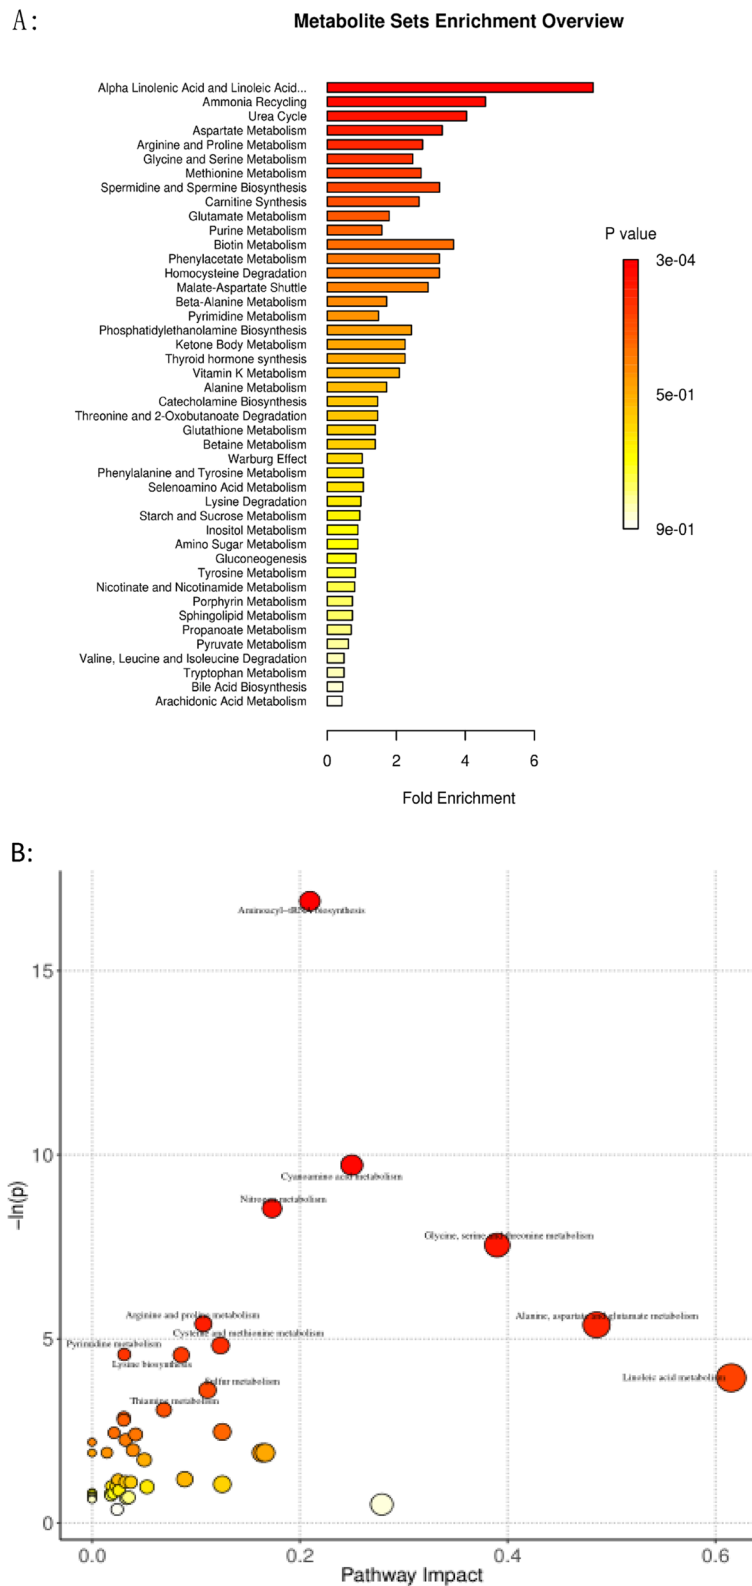 A:
Metabolite Sets Enrichment Overview
Alpha Linolenic Acid and Linoleic Acid...
Ammonia Recycling
Urea Cycle
Aspartate Metabolism
Arginine and Proline Metabolism
Glycine and Serine Metabolism
Methionine Metabolism
Spermidine and Spermine Biosynthesis
Carnitine Synthesis
Glutamate Metabolism
Purine Metabolism
Biotin Metabolism
Phenylacetate Metabolism
Homocysteine Degradation
Malate-Aspartate Shuttle
Beta-Alanine Metabolism
Pyrimidine Metabolism
Phosphatidylethanolamine Biosynthesis
Ketone Body Metabolism
Thyroid hormone synthesis
Vitamin K Metabolism
Alanine Metabolism
Catecholamine Biosynthesis
Threonine and 2-Oxobutanoate Degradation
Glutathione Metabolism
Betaine Metabolism
Warburg Effect
Phenylalanine and Tyrosine Metabolism
Selenoamino Acid Metabolism
Lysine Degradation
Starch and Sucrose Metabolism
Inositol Metabolism
Amino Sugar Metabolism
Gluconeogenesis
Tyrosine Metabolism
Nicotinate and Nicotinamide Metabolism
Porphyrin Metabolism
Sphingolipid Metabolism
Propanoate Metabolism
Pyruvate Metabolism
Valine, Leucine and Isoleucine Degradation
Tryptophan Metabolism
Bile Acid Biosynthesis
Arachidonic Acid Metabolism
P value
3e-04
5e-01
9e-01
0 2 4 6
Fold Enrichment
B:
Aminoacyl-tRNA biosynthesis
15
10
Cyanoamino acid metabolism
Nitrogen metabolism
Glycine, serine and threonine metabolism
Arginine and proline metabolism
Alanine, aspartate and glutamate metabolism
Cysteine and methionine metabolism
5
Pyrimidine metabolism
Lysine biosynthesis
Linoleic acid metabolism
Sulfur metabolism
Thiamine metabolism
0
-ln(p)
0.0 0.2 0.4 0.6
Pathway Impact